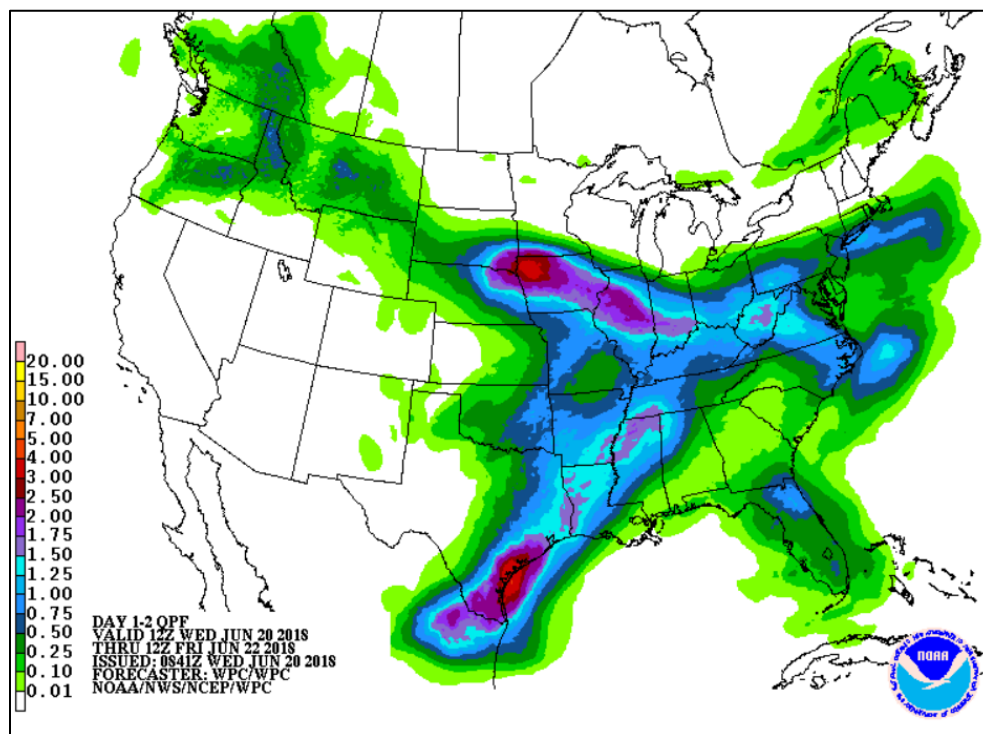 20.00
15.00
10.00
7.00
5.00
4.00
3.00
2.50
2.00
1.75
1.50
1.25
1.00
0.75
0.50
0.25
0.10
0.01
DAY 1-2 QPF
VALID 12Z WED JUN 20 2018
THRU 12Z FRI JUN 22 2018
ISSUED: 0841Z WED JUN 20 2018
FORECASTER: WPC/WPC
NOAA/NWS/NCEP/WPC
NOAA